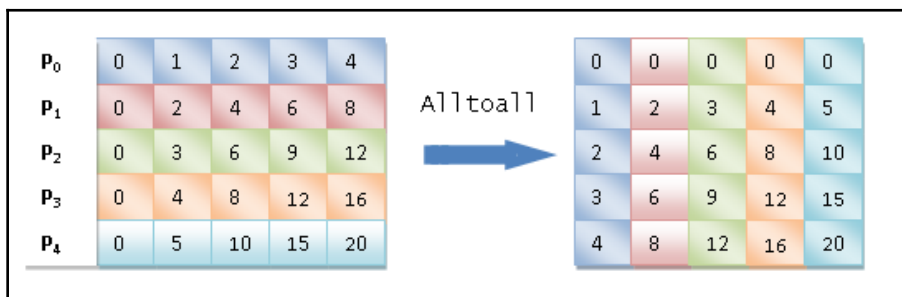 P0 0 1 2 3 4 0 0 0 0 0
P1 0 2 4 6 8 Alltoall 1 2 3 4 5
P2 0 3 6 9 12 2 4 6 8 10
P3 0 4 8 12 16 3 6 9 12 15
P4 0 5 10 15 20 4 8 12 16 20